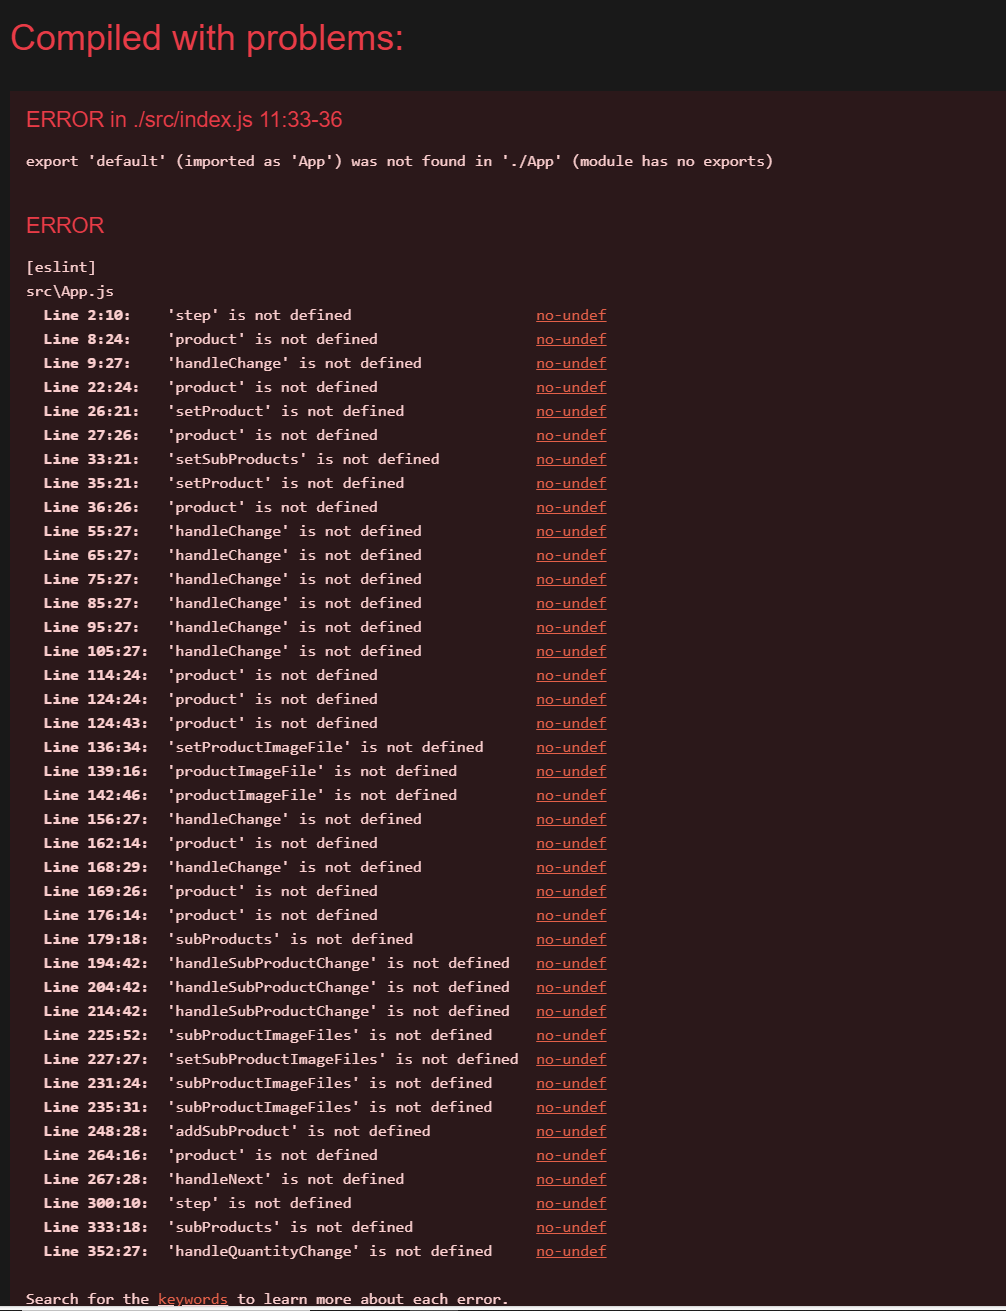 Compiled with problems:
ERROR in ./src/index.js 11:33-36
export 'default' (imported as 'App') was not found in './App' (module has no exports)
ERROR
[eslint]
src\App.js
Line 2:10: 'step' is not defined no-undef
Line 8:24: 'product' is not defined no-undef
Line 9:27: 'handleChange' is not defined no-undef
Line 22:24: 'product' is not defined no-undef
Line 26:21: 'setProduct' is not defined no-undef
Line 27:26: 'product' is not defined no-undef
Line 33:21: 'setSubProducts' is not defined no-undef
Line 35:21: 'setProduct' is not defined no-undef
Line 36:26: 'product' is not defined no-undef
Line 55:27: 'handleChange' is not defined no-undef
Line 65:27: 'handleChange' is not defined no-undef
Line 75:27: 'handleChange' is not defined no-undef
Line 85:27: 'handleChange' is not defined no-undef
Line 95:27: 'handleChange' is not defined no-undef
Line 105:27: 'handleChange' is not defined no-undef
Line 114:24: 'product' is not defined no-undef
Line 124:24: 'product' is not defined no-undef
Line 124:43: 'product' is not defined no-undef
Line 136:34: 'setProductImageFile' is not defined no-undef
Line 139:16: 'productImageFile' is not defined no-undef
Line 142:46: 'productImageFile' is not defined no-undef
Line 156:27: 'handleChange' is not defined no-undef
Line 162:14: 'product' is not defined no-undef
Line 168:29: 'handleChange' is not defined no-undef
Line 169:26: 'product' is not defined no-undef
Line 176:14: 'product' is not defined no-undef
Line 179:18: 'subProducts' is not defined no-undef
Line 194:42: 'handleSubProductChange' is not defined no-undef
Line 204:42: 'handleSubProductChange' is not defined no-undef
Line 214:42: 'handleSubProductChange' is not defined no-undef
Line 225:52: 'subProductImageFiles' is not defined no-undef
Line 227:27: 'setSubProductImageFiles' is not defined no-undef
Line 231:24: 'subProductImageFiles' is not defined no-undef
Line 235:31: 'subProductImageFiles' is not defined no-undef
Line 248:28: 'addSubProduct' is not defined no-undef
Line 264:16: 'product' is not defined no-undef
Line 267:28: 'handleNext' is not defined no-undef
Line 300:10: 'step' is not defined no-undef
Line 333:18: 'subProducts' is not defined no-undef
Line 352:27: 'handleQuantityChange' is not defined no-undef
Search for the keywords to learn more about each error.